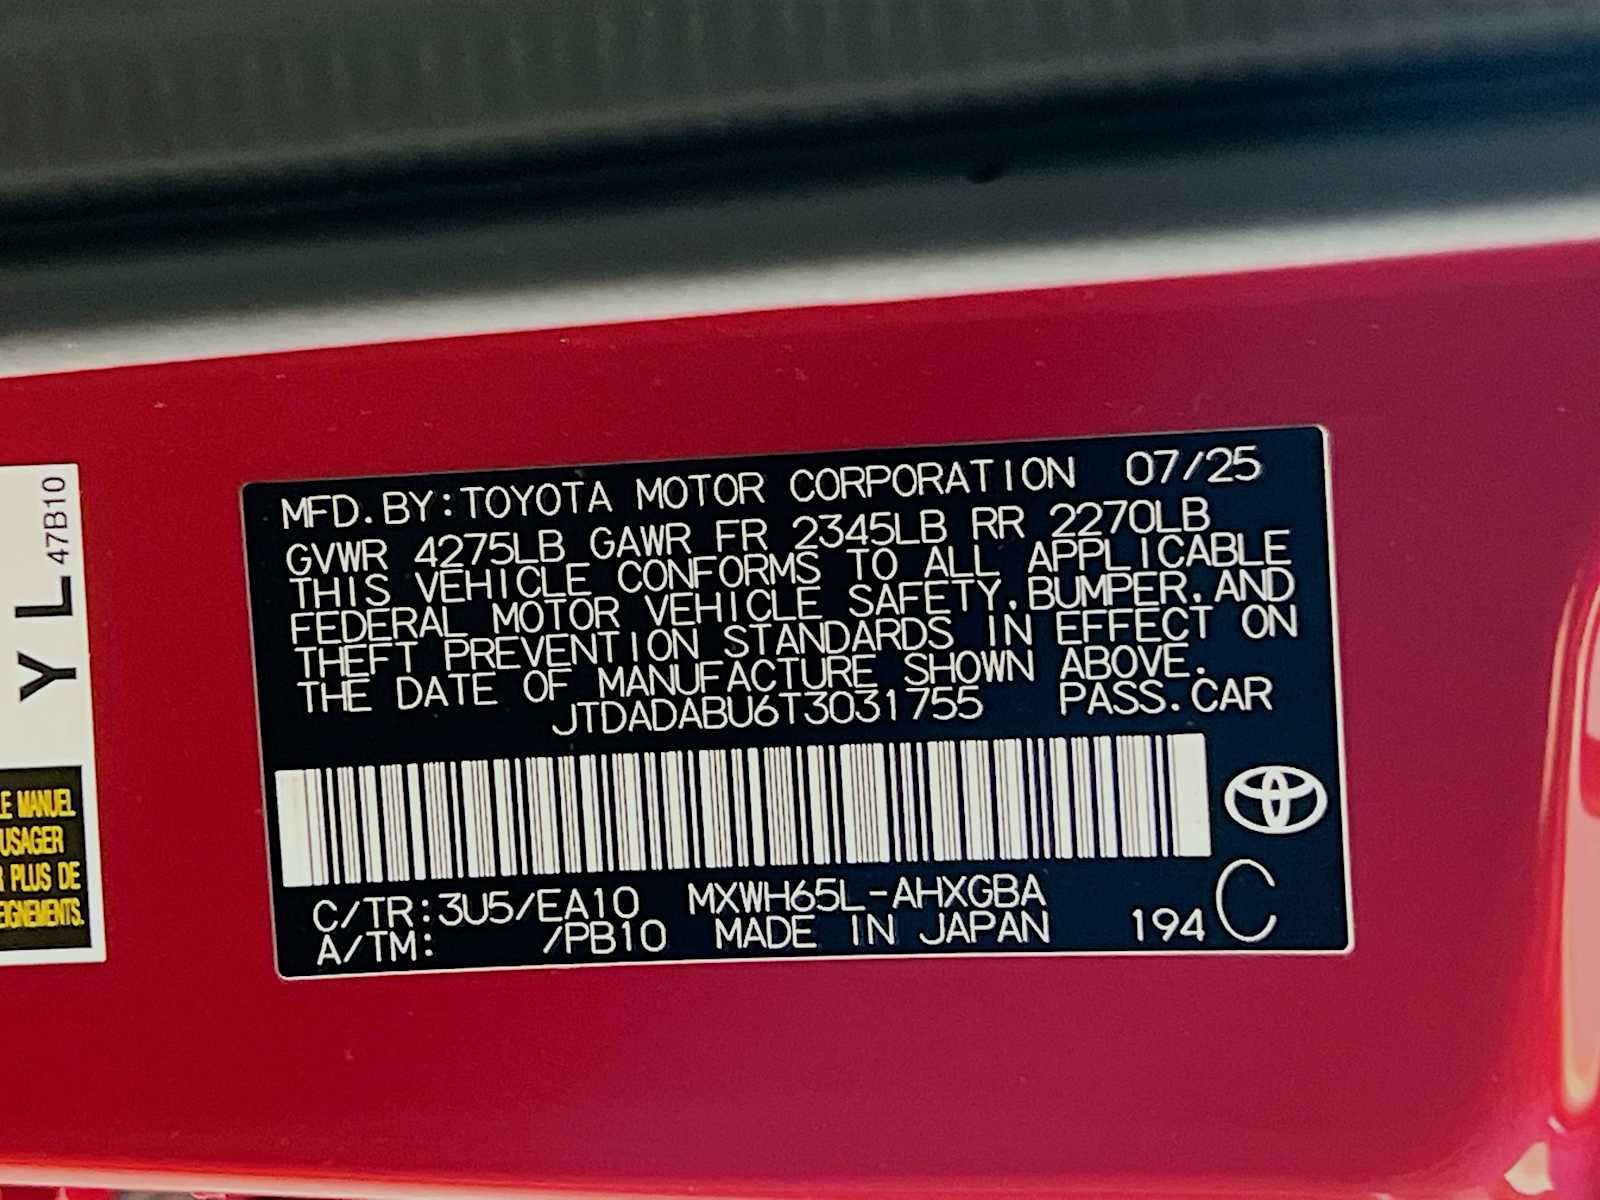 MFD.BY:TOYOTA MOTOR CORPORATION 07/25
GVWR 4275LB GAWR FR 2345LB RR 2270LB
THIS VEHICLE CONFORMS TO ALL APPLICABLE
FEDERAL MOTOR VEHICLE SAFETY,BUMPER,AND
THEFT PREVENTION STANDARDS IN EFFECT ON
THE DATE OF MANUFACTURE SHOWN ABOVE.
JTDADABU6T3031755 PASS.CAR
C/TR:3U5/EA10 MXWH65L-AHXGBA
A/TM: /PB10 MADE IN JAPAN 194 C
YL 47B10
LE MANUEL
USAGER
R PLUS DE
EIGNEMENTS.